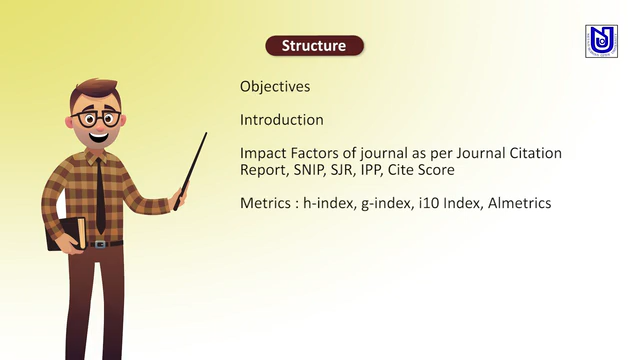 Structure
Objectives
Introduction
Impact Factors of journal as per Journal Citation
Report, SNIP, SJR, IPP, Cite Score
Metrics : h-index, g-index, i10 Index, Almetrics